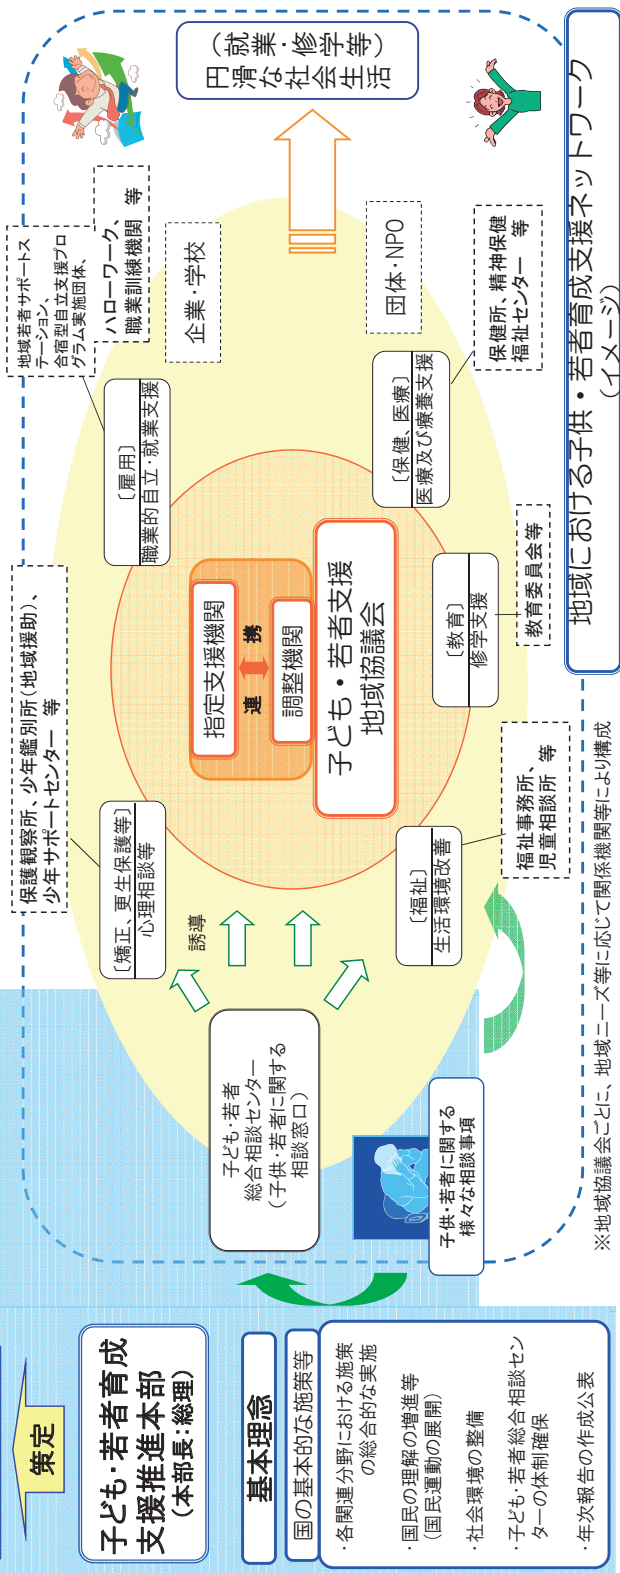 策定
子ども・若者育成
支援推進本部
（本部長：総理）
基本理念
国の基本的な施策等
・各関連分野における施策
の総合的な実施
・国民の理解の増進等
（国民運動の展開）
・社会環境の整備
・子ども・若者総合相談セン
ターの体制確保
・年次報告の作成公表
子ども・若者
総合相談センター
（子供・若者に関する
相談窓口）
子供・若者に関する
様々な相談事項
誘導
保護観察所、少年鑑別所（地域援助）、
少年サポートセンター　等
〔矯正、更生保護等〕
心理相談等
〔福祉〕
生活環境改善
福祉事務所、
児童相談所　等
指定支援機関
連　携
調整機関
子ども・若者支援
地域協議会
〔教育〕
修学支援
教育委員会等
地域若者サポートス
テーション、
合宿型自立支援プロ
グラム実施団体、
ハローワーク、
職業訓練機関　等
〔雇用〕
職業的自立・就業支援
〔保健、医療〕
医療及び療養支援
保健所、精神保健
福祉センター　等
企業・学校
団体・NPO
（就業・修学等）
円滑な社会生活
地域における子供・若者育成支援ネットワーク
（イメージ）
※地域協議会ごとに、地域ニーズ等に応じて関係機関等により構成